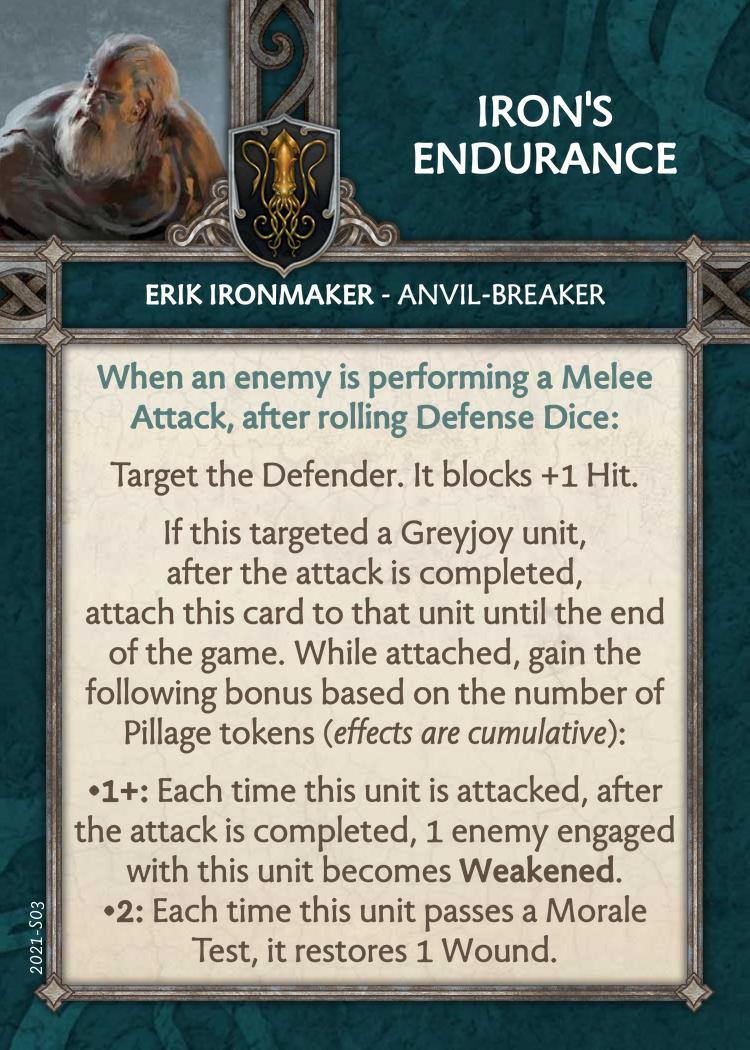 IRON'S
ENDURANCE
ERIK IRONMAKER - ANVIL-BREAKER
When an enemy is performing a Melee
Attack, after rolling Defense Dice:
Target the Defender. It blocks +1 Hit.
If this targeted a Greyjoy unit,
after the attack is completed,
attach this card to that unit until the end
of the game. While attached, gain the
following bonus based on the number of
Pillage tokens (effects are cumulative):
•1+: Each time this unit is attacked, after
the attack is completed, 1 enemy engaged
with this unit becomes Weakened.
•2: Each time this unit passes a Morale
Test, it restores 1 Wound.
2021-S03